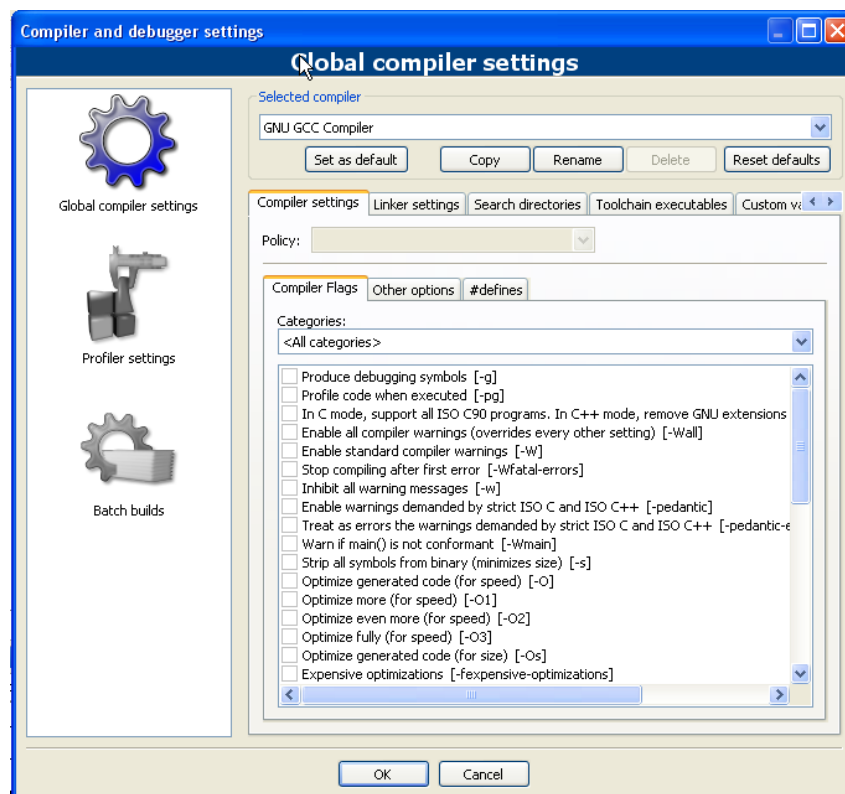 Compiler and debugger settings
Global compiler settings
Global compiler settings
Profiler settings
Batch builds
Selected compiler
GNU GCC Compiler
Set as default Copy Rename Delete Reset defaults
Compiler settings Linker settings Search directories Toolchain executables Custom va
Policy:
Compiler Flags Other options #defines
Categories:
<All categories>
Produce debugging symbols [-g]
Profile code when executed [-pg]
In C mode, support all ISO C90 programs. In C++ mode, remove GNU extensions
Enable all compiler warnings (overrides every other setting) [-Wall]
Enable standard compiler warnings [-W]
Stop compiling after first error [-Wfatal-errors]
Inhibit all warning messages [-w]
Enable warnings demanded by strict ISO C and ISO C++ [-pedantic]
Treat as errors the warnings demanded by strict ISO C and ISO C++ [-pedantic-e
Warn if main() is not conformant [-Wmain]
Strip all symbols from binary (minimizes size) [-s]
Optimize generated code (for speed) [-O]
Optimize more (for speed) [-O1]
Optimize even more (for speed) [-O2]
Optimize fully (for speed) [-O3]
Optimize generated code (for size) [-Os]
Expensive optimizations [-fexpensive-optimizations]
OK Cancel